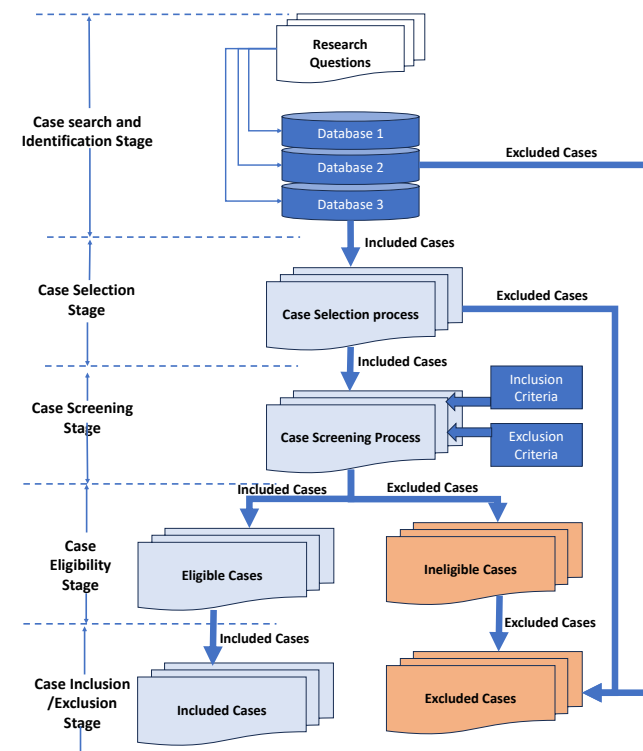 Research
Questions
Case search and
Identification Stage
Database 1
Database 2
Excluded Cases
Database 3
Included Cases
Case Selection
Stage
Excluded Cases
Case Selection process
Included Cases
Inclusion
Criteria
Case Screening
Stage
Case Screening Process
Exclusion
Criteria
Included Cases
Excluded Cases
Case
Eligibility
Stage
Eligible Cases
Ineligible Cases
Included Cases
Excluded Cases
Case Inclusion
/Exclusion
Stage
Included Cases
Excluded Cases